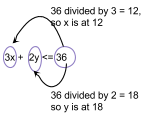 36 divided by 3 = 12,
so x is at 12
3x + 2y <= 36
36 divided by 2 = 18
so y is at 18